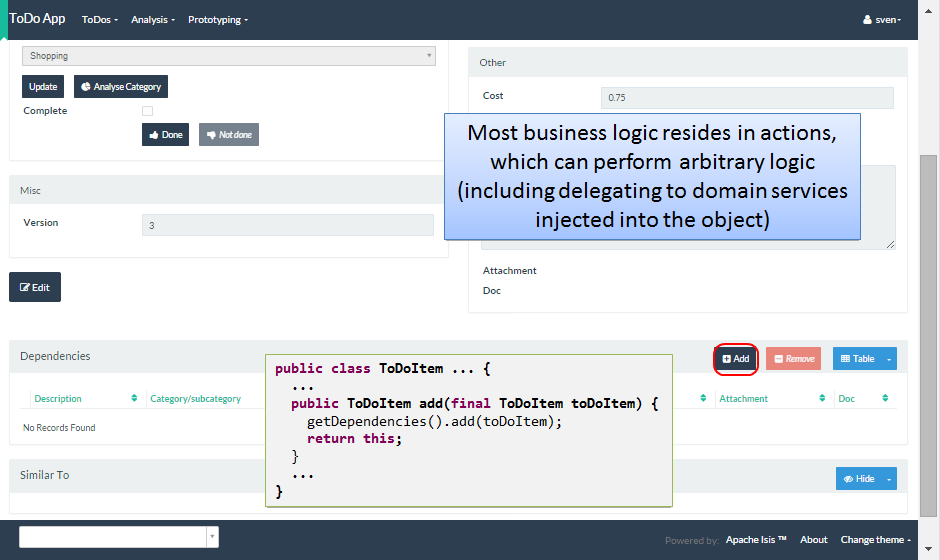 ToDo App ToDos Analysis Prototyping sven
Shopping
Update Analyse Category
Complete
Done Not done
Misc
Version 3
Edit
Other
Cost 0.75
Most business logic resides in actions,
which can perform arbitrary logic
(including delegating to domain services
injected into the object)
Attachment
Doc
Dependencies Add Remove Table
Description Category/subcategory Attachment Doc
No Records Found
public class ToDoItem ... {
...
public ToDoItem add(final ToDoItem toDoItem) {
getDependencies().add(toDoItem);
return this;
}
...
}
Similar To Hide
Powered by: Apache Isis ™ About Change theme